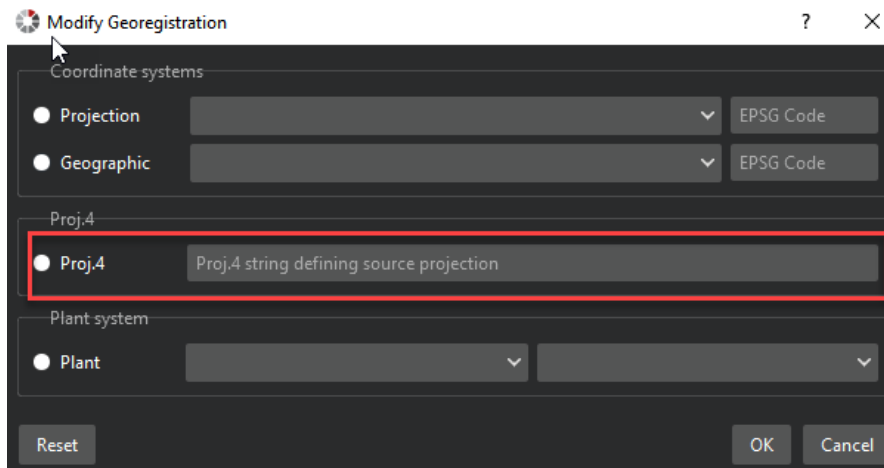 Modify Georegistration
?
Coordinate systems
Projection
EPSG Code
Geographic
EPSG Code
Proj.4
Proj.4 Proj.4 string defining source projection
Plant system
Plant
Reset OK Cancel